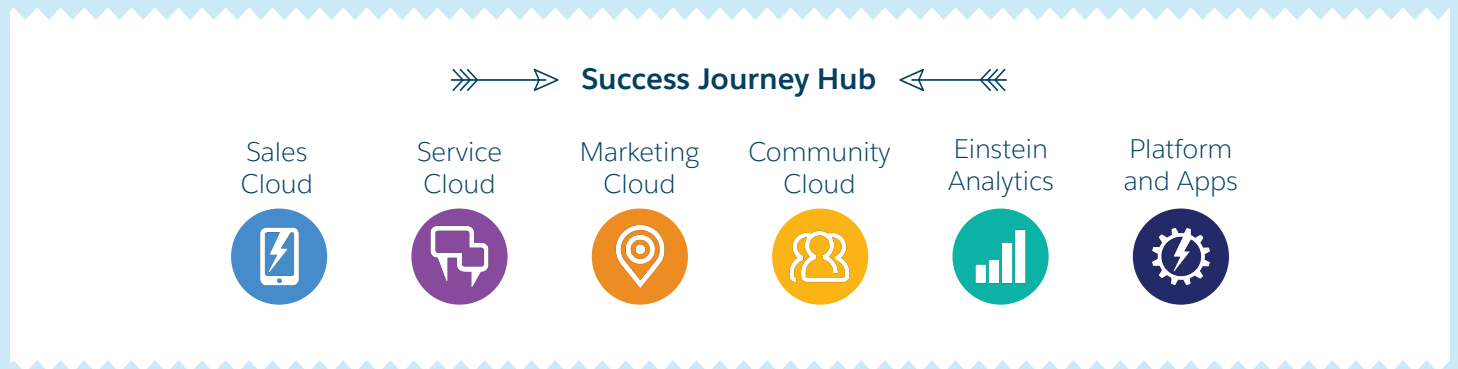 Success Journey Hub
Sales
Cloud
Service
Cloud
Marketing
Cloud
Community
Cloud
Einstein
Analytics
Platform
and Apps